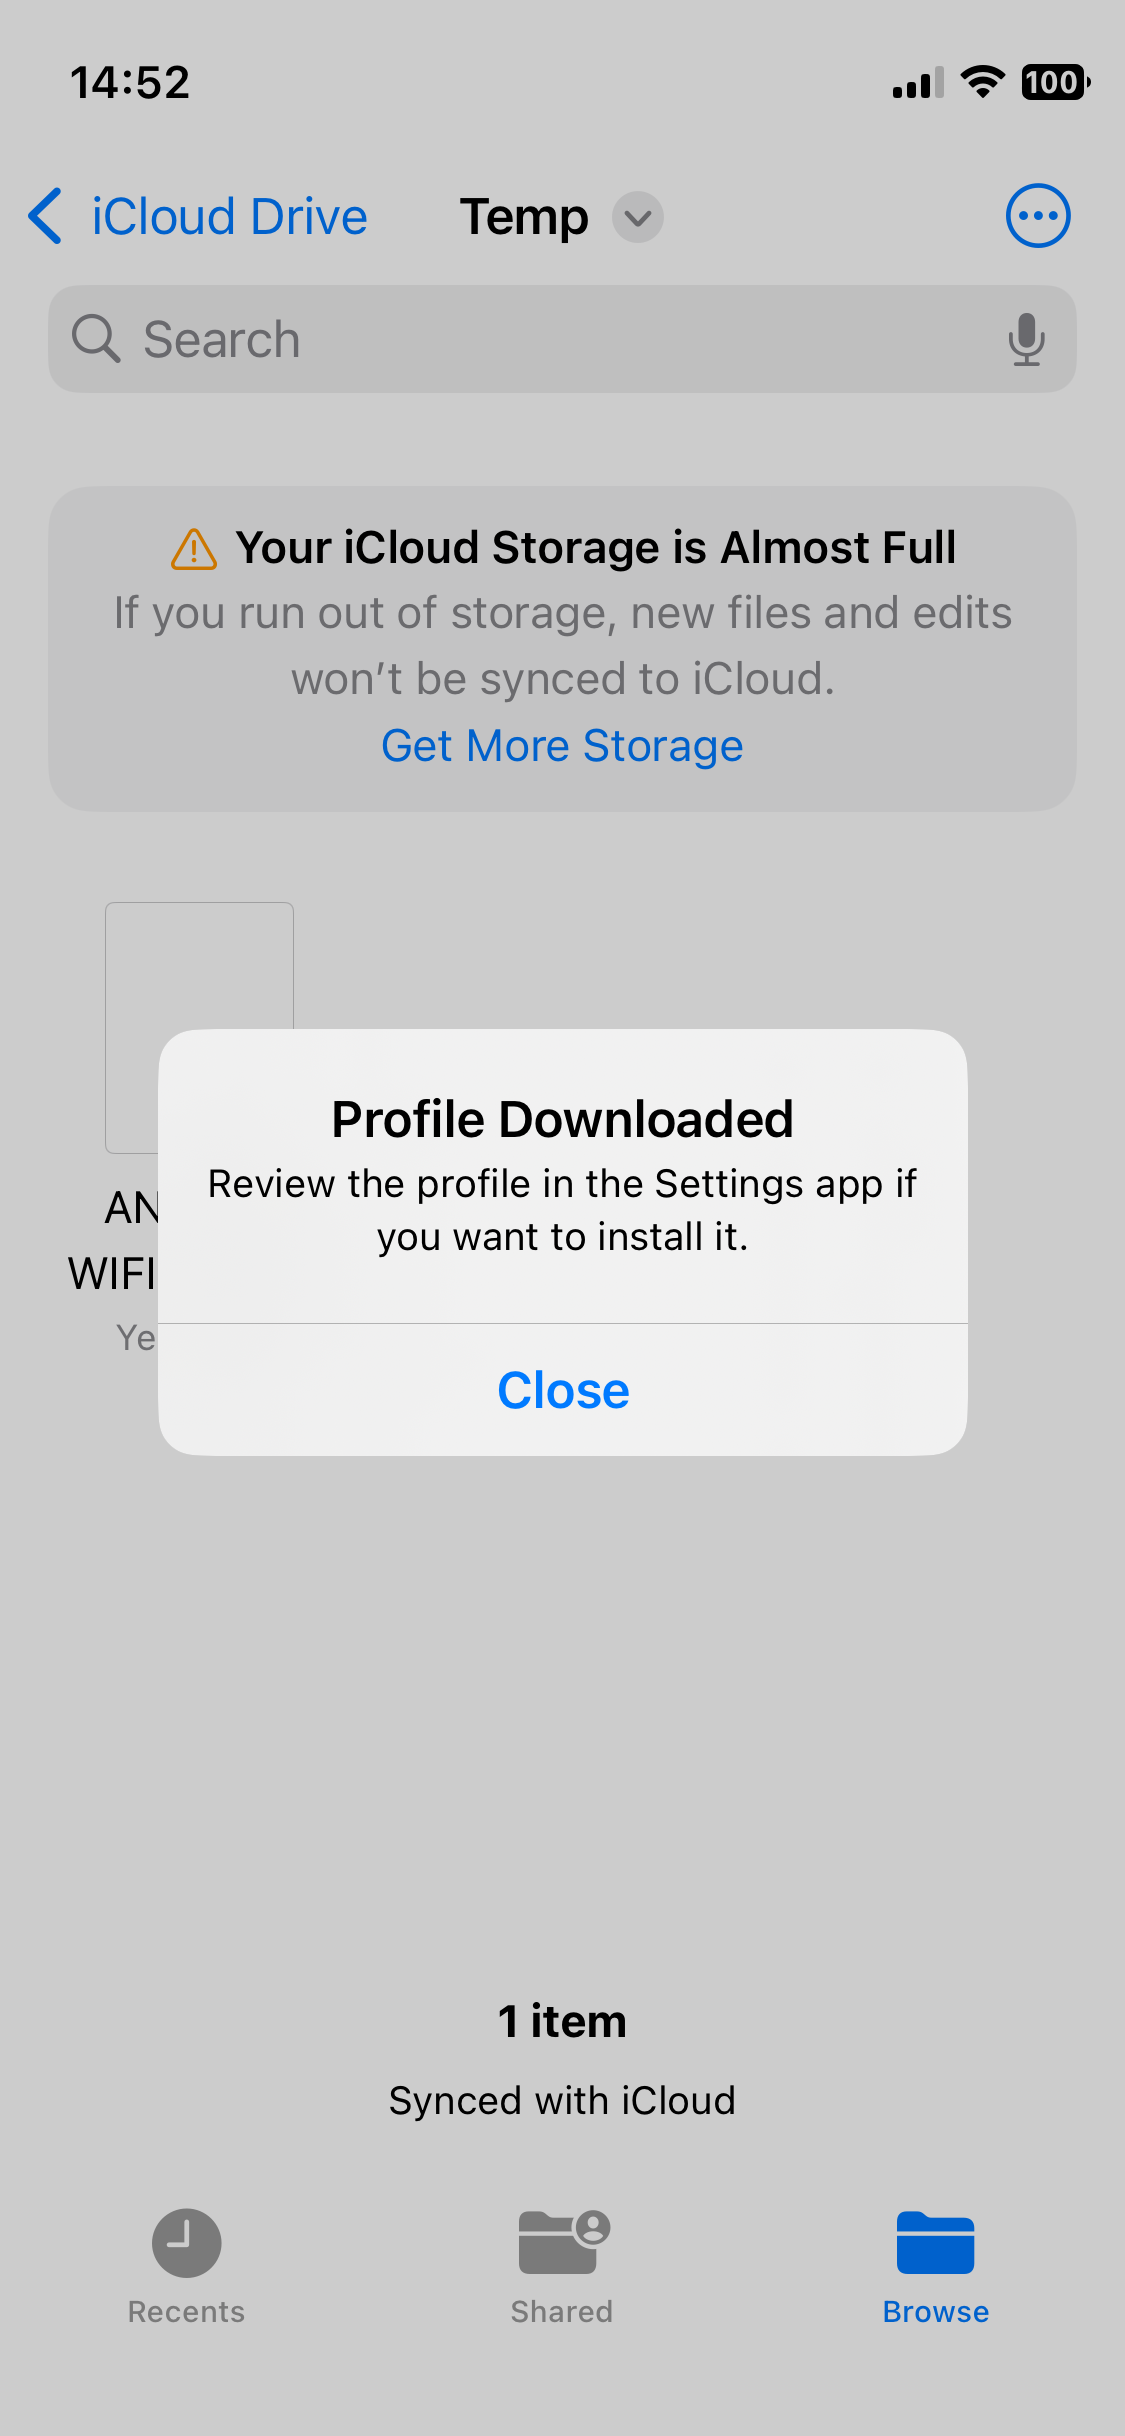 14:52
100
iCloud Drive
Temp
Search
Your iCloud Storage is Almost Full
If you run out of storage, new files and edits
won't be synced to iCloud.
Get More Storage
Profile Downloaded
Review the profile in the Settings app if
you want to install it.
Close
AN
WIFI
Ye
1 item
Synced with iCloud
Recents
Shared
Browse